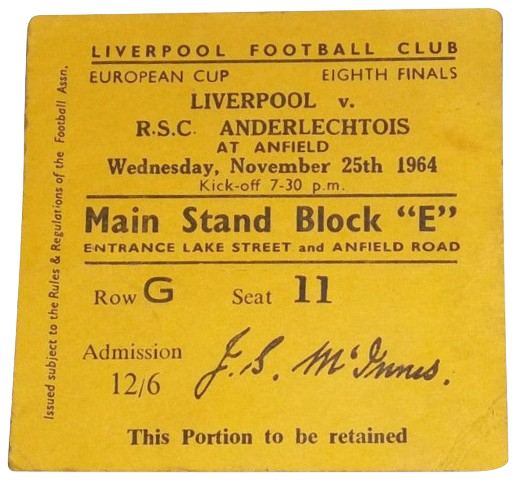 LIVERPOOL FOOTBALL CLUB
EUROPEAN CUP EIGHTH FINALS
LIVERPOOL v.
R.S.C. ANDERLECHTOIS
AT ANFIELD
Wednesday, November 25th 1964
Kick-off 7-30 p.m.
Main Stand Block "E"
ENTRANCE LAKE STREET and ANFIELD ROAD
Row G Seat 11
Admission
12/6
J. S. McInnes.
This Portion to be retained
Issued subject to the Rules & Regulations of the Football Assn.